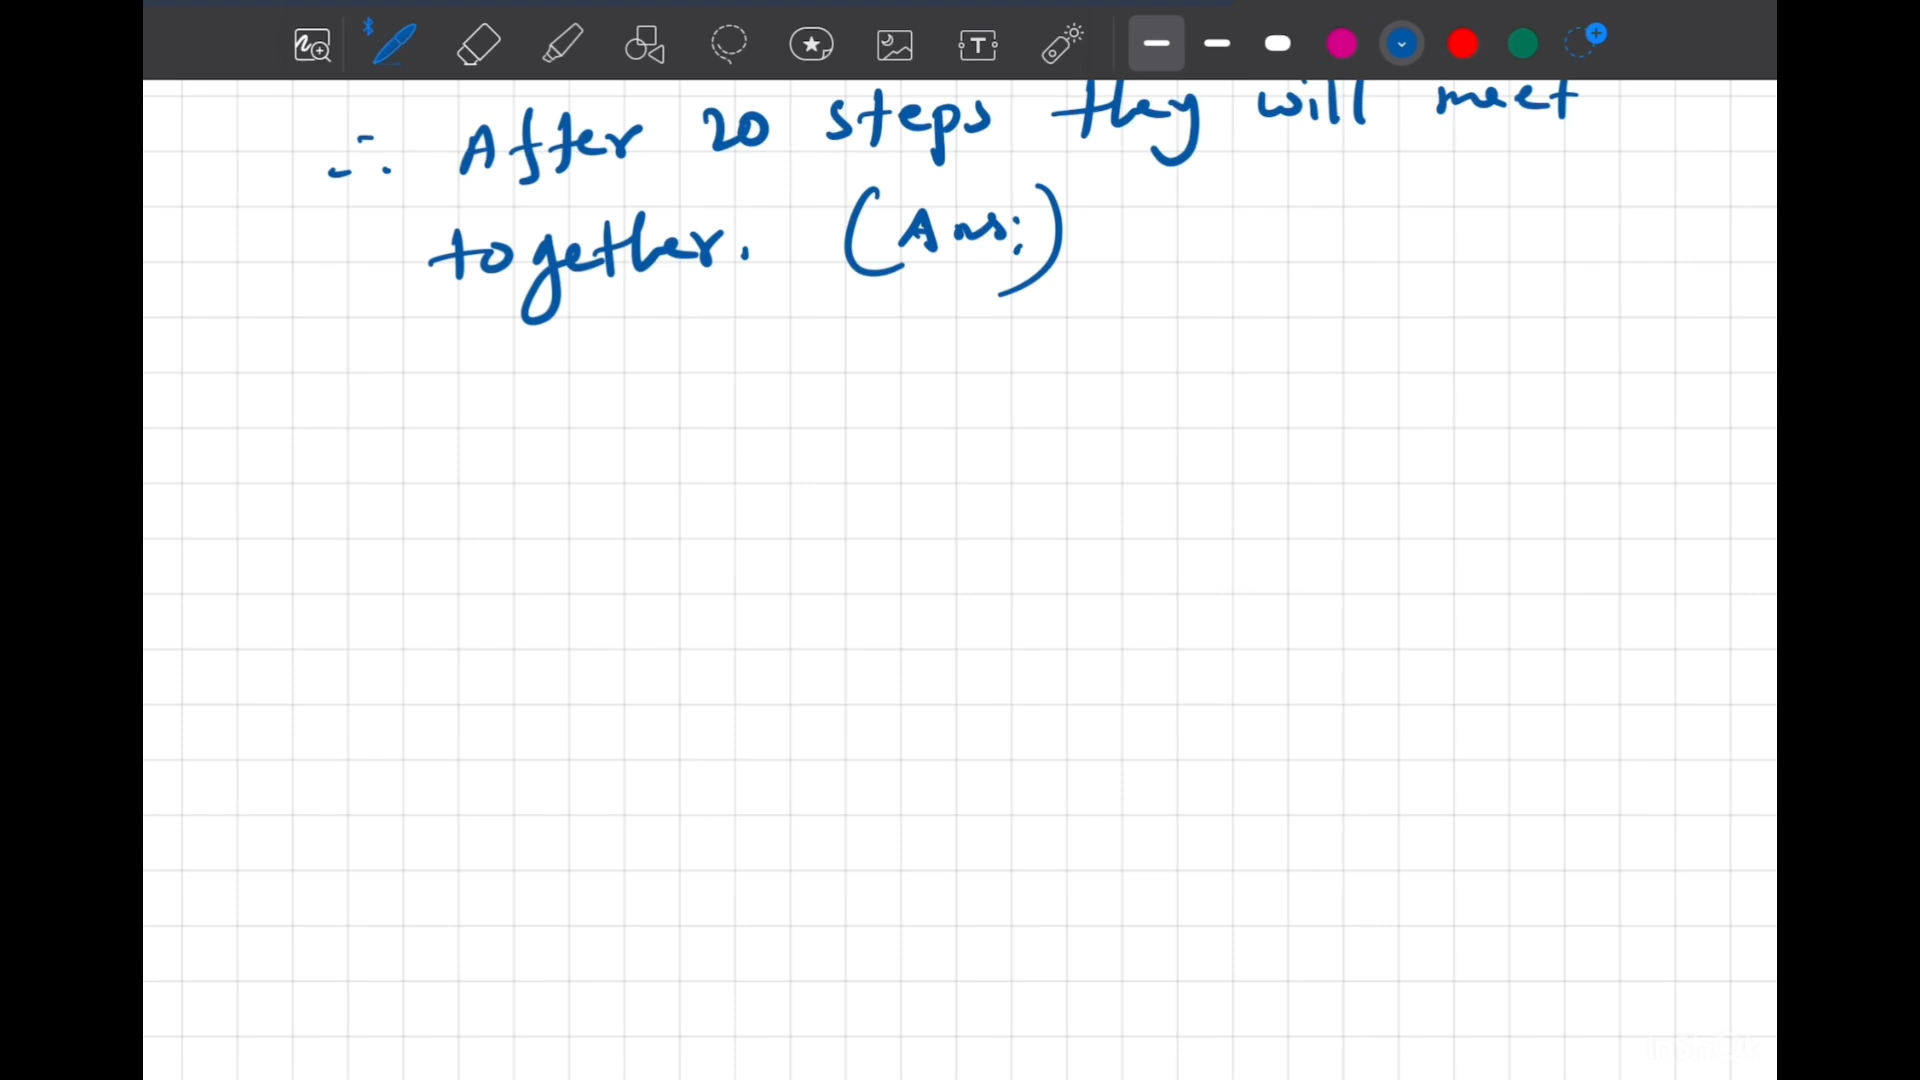 ∴ After 20 steps they will meet
together. (Ans:)